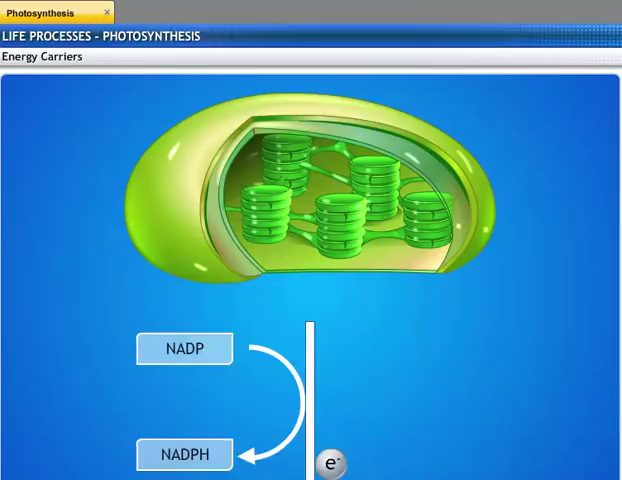 Photosynthesis
LIFE PROCESSES - PHOTOSYNTHESIS
Energy Carriers
NADP
NADPH
e-